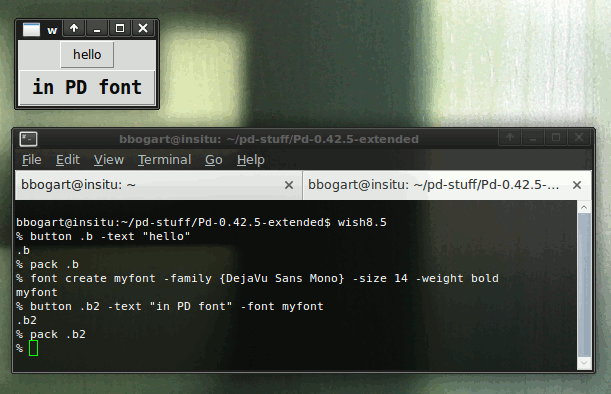 w
hello
in PD font
bbogart@insitu: ~/pd-stuff/Pd-0.42.5-extended
File Edit View Terminal Go Help
bbogart@insitu: ~
bbogart@insitu: ~/pd-stuff/Pd-0.42.5-...
bbogart@insitu:~/pd-stuff/Pd-0.42.5-extended$ wish8.5
% button .b -text "hello"
.b
% pack .b
% font create myfont -family {DejaVu Sans Mono} -size 14 -weight bold
myfont
% button .b2 -text "in PD font" -font myfont
.b2
% pack .b2
%